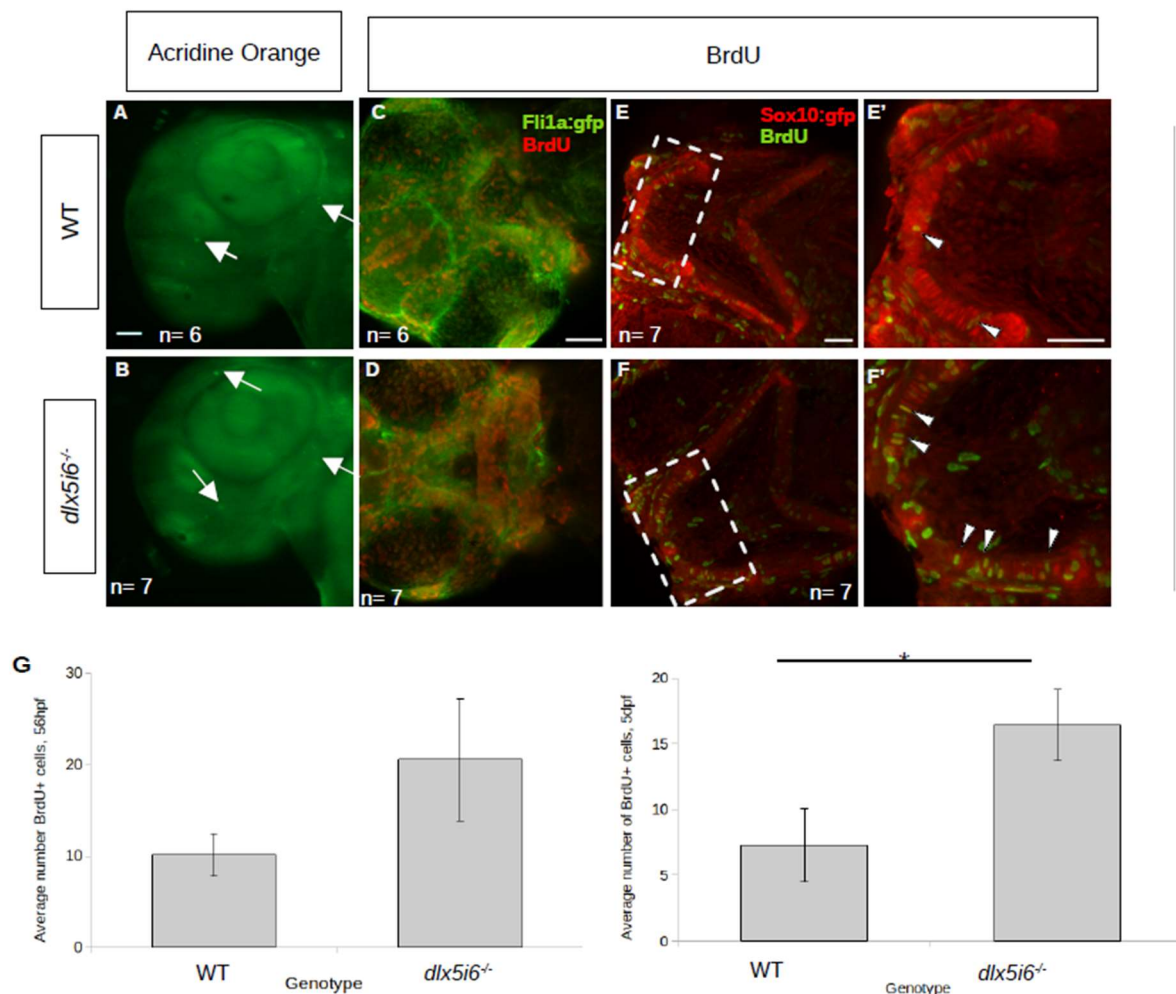 Acridine Orange
BrdU
WT
A
n= 6
C
Fli1a:gfp
BrdU
n= 6
E
Sox10:gfp
BrdU
n= 7
E'
dlx5i6-/-
B
n= 7
D
n= 7
F
n= 7
F'
G
Average number BrdU+ cells, 56hpf
30
20
10
0
WT
dlx5i6-/-
Genotype
*
Average number of BrdU+ cells, 5dpf
20
15
10
5
0
WT
dlx5i6-/-
Genotype